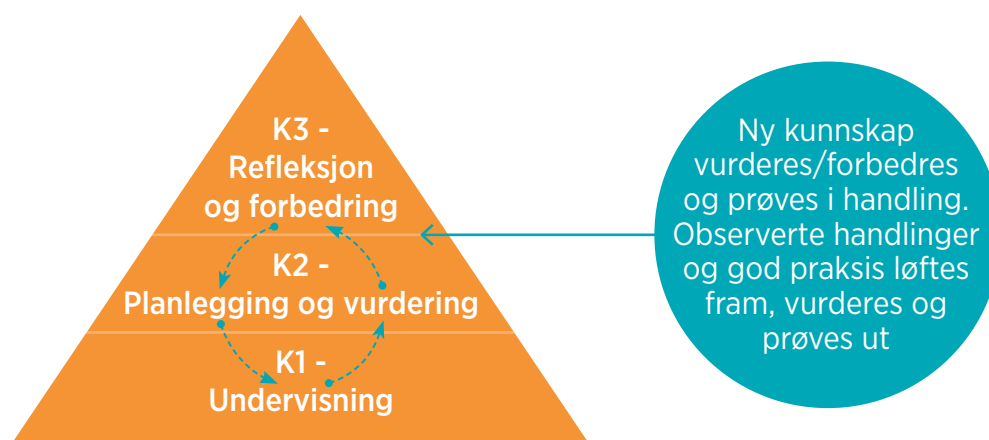 K3 -
Refleksjon
og forbedring
K2 -
Planlegging og vurdering
K1 -
Undervisning
Ny kunnskap
vurderes/forbedres
og prøves i handling.
Observerte handlinger
og god praksis løftes
fram, vurderes og
prøves ut